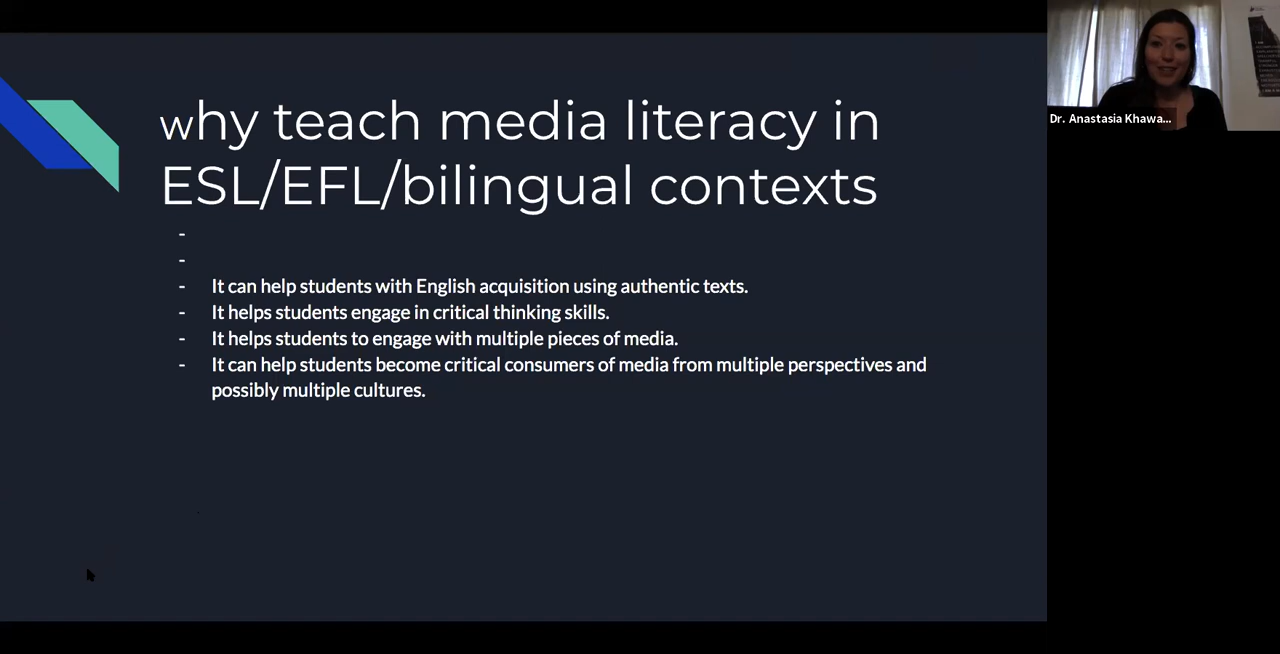 why teach media literacy in
ESL/EFL/bilingual contexts
-
-
- It can help students with English acquisition using authentic texts.
- It helps students engage in critical thinking skills.
- It helps students to engage with multiple pieces of media.
- It can help students become critical consumers of media from multiple perspectives and
possibly multiple cultures.
Dr. Anastasia Khawa...